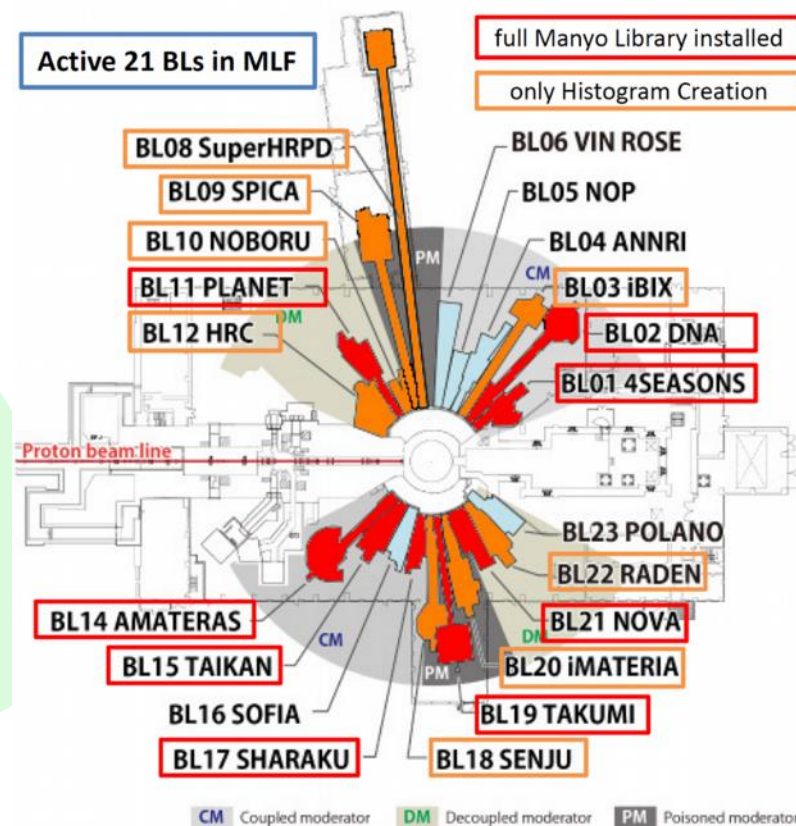 Active 21 BLs in MLF
full Manyo Library installed
only Histogram Creation
BL08 SuperHRPD
BL09 SPICA
BL10 NOBORU
BL11 PLANET
BL12 HRC
BL06 VIN ROSE
BL05 NOP
BL04 ANNRI
BL03 iBIX
BL02 DNA
BL01 4SEASONS
PM
CM
DM
Proton beam line
BL23 POLANO
BL22 RADEN
BL21 NOVA
BL20 iMATERIA
BL19 TAKUMI
BL18 SENJU
BL14 AMATERAS
BL15 TAIKAN
BL16 SOFIA
BL17 SHARAKU
CM
PM
DM
CM Coupled moderator DM Decoupled moderator PM Poisoned moderator